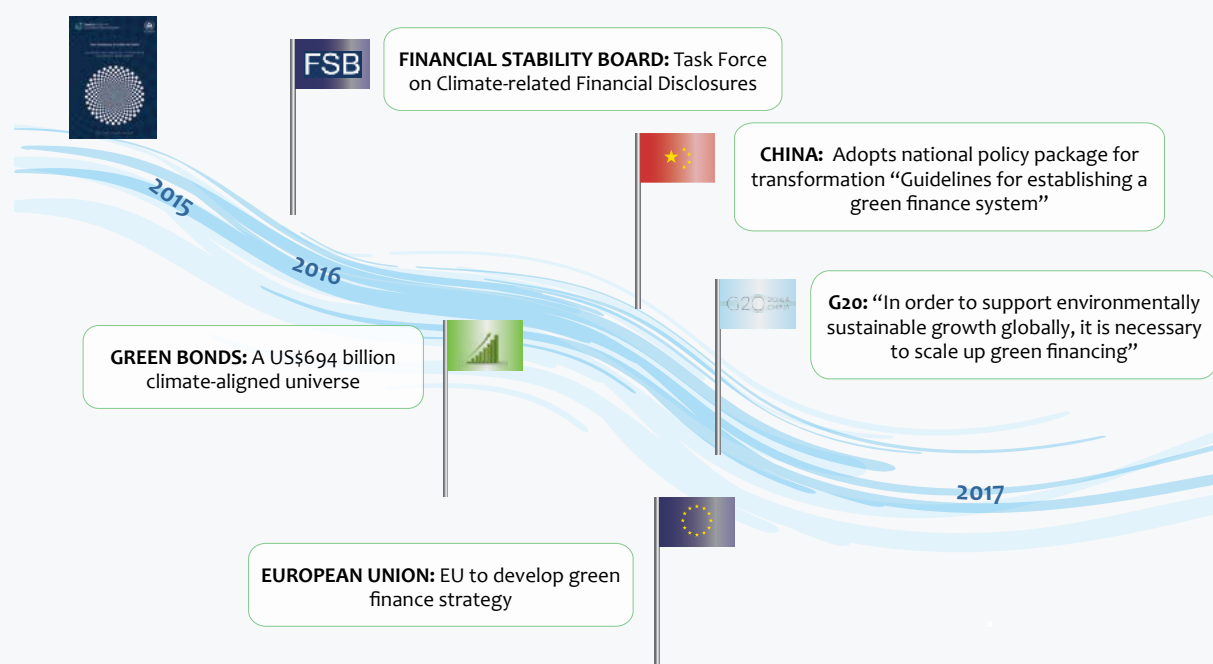 FSB
FINANCIAL STABILITY BOARD: Task Force
on Climate-related Financial Disclosures
CHINA: Adopts national policy package for
transformation “Guidelines for establishing a
green finance system”
2015
2016
G20
G20: “In order to support environmentally
sustainable growth globally, it is necessary
to scale up green financing”
GREEN BONDS: A US$694 billion
climate-aligned universe
2017
EUROPEAN UNION: EU to develop green
finance strategy